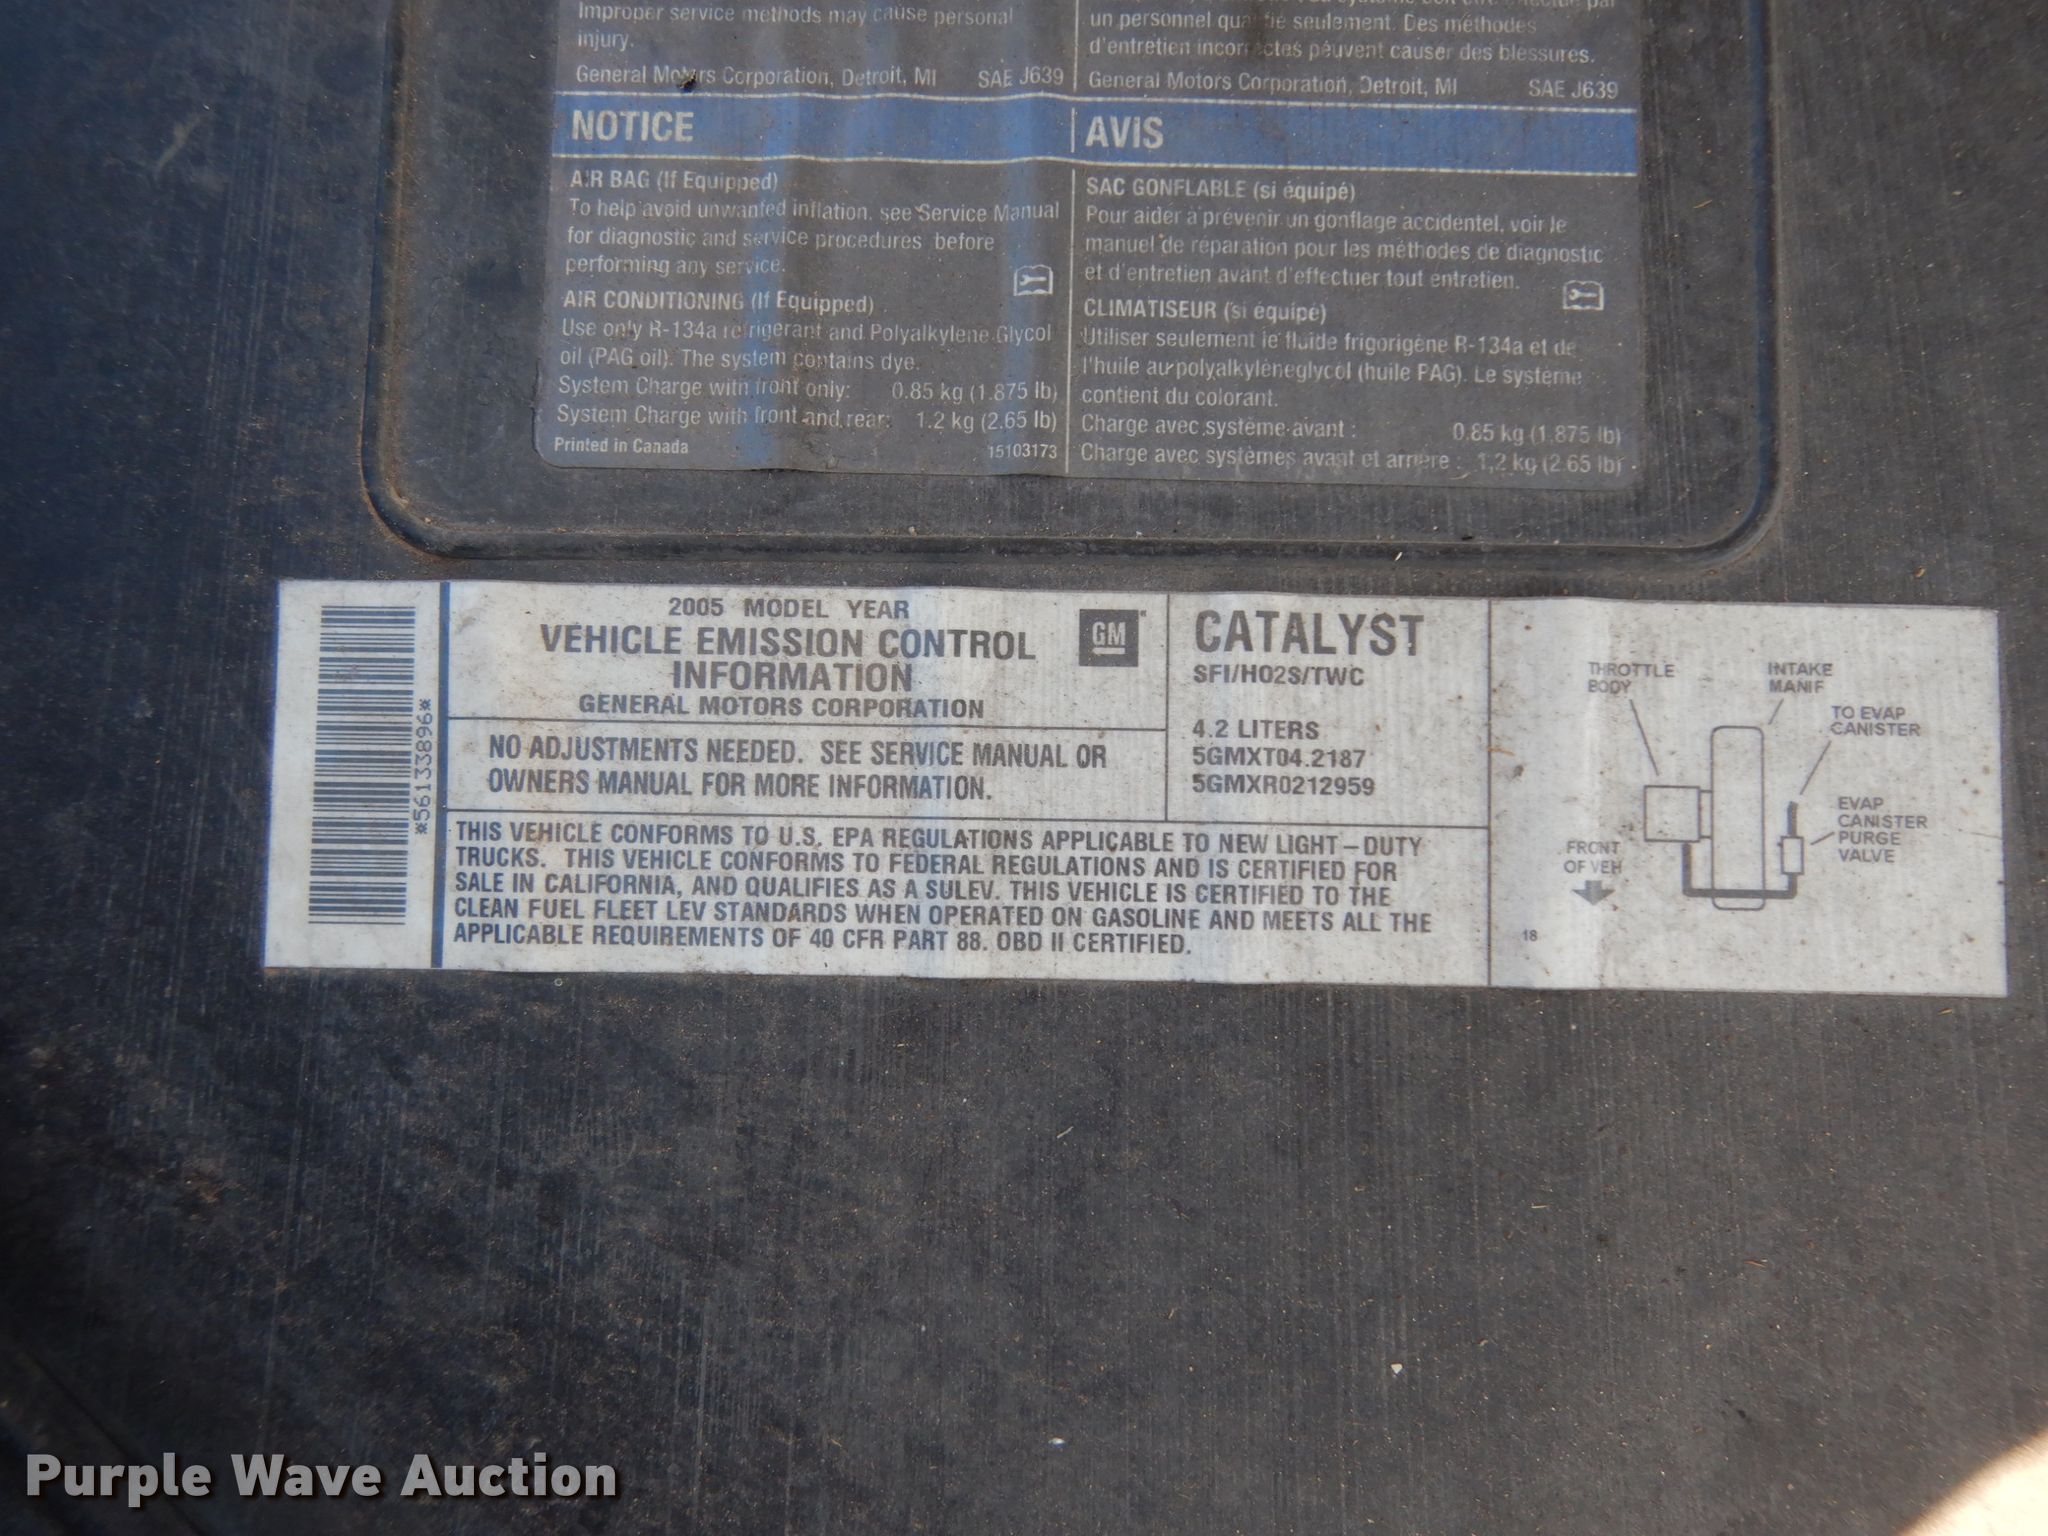 Improper service methods may cause personal
injury.
General Motors Corporation, Detroit, MI SAE J639
un personnel qualifié seulement. Des méthodes
d'entretien incorrectes peuvent causer des blessures.
General Motors Corporation, Detroit, MI SAE J639
NOTICE
AIR BAG (If Equipped)
To help avoid unwanted inflation, see Service Manual
for diagnostic and service procedures before
performing any service.
AIR CONDITIONING (If Equipped)
Use only R-134a refrigerant and Polyalkylene Glycol
oil (PAG oil). The system contains dye.
System Charge with front only: 0.85 kg (1.875 lb)
System Charge with front and rear: 1.2 kg (2.65 lb)
Printed in Canada 15103173
AVIS
SAC GONFLABLE (si équipé)
Pour aider à prévenir un gonflage accidentel, voir le
manuel de réparation pour les méthodes de diagnostic
et d'entretien avant d'effectuer tout entretien.
CLIMATISEUR (si équipé)
Utiliser seulement le fluide frigorigène R-134a et de
l'huile au polyalkylèneglycol (huile PAG). Le système
contient du colorant.
Charge avec système avant : 0,85 kg (1,875 lb)
Charge avec systèmes avant et arrière : 1,2 kg (2.65 lb)
*56133896*
2005 MODEL YEAR
VEHICLE EMISSION CONTROL
INFORMATION
GENERAL MOTORS CORPORATION
GM
NO ADJUSTMENTS NEEDED. SEE SERVICE MANUAL OR
OWNERS MANUAL FOR MORE INFORMATION.
CATALYST
SFI/HO2S/TWC
4.2 LITERS
5GMXT04.2187
5GMXR0212959
THIS VEHICLE CONFORMS TO U.S. EPA REGULATIONS APPLICABLE TO NEW LIGHT-DUTY
TRUCKS. THIS VEHICLE CONFORMS TO FEDERAL REGULATIONS AND IS CERTIFIED FOR
SALE IN CALIFORNIA, AND QUALIFIES AS A SULEV. THIS VEHICLE IS CERTIFIED TO THE
CLEAN FUEL FLEET LEV STANDARDS WHEN OPERATED ON GASOLINE AND MEETS ALL THE
APPLICABLE REQUIREMENTS OF 40 CFR PART 88. OBD II CERTIFIED.
THROTTLE
BODY
INTAKE
MANIF
TO EVAP
CANISTER
EVAP
CANISTER
PURGE
VALVE
FRONT
OF VEH
18
Purple Wave Auction